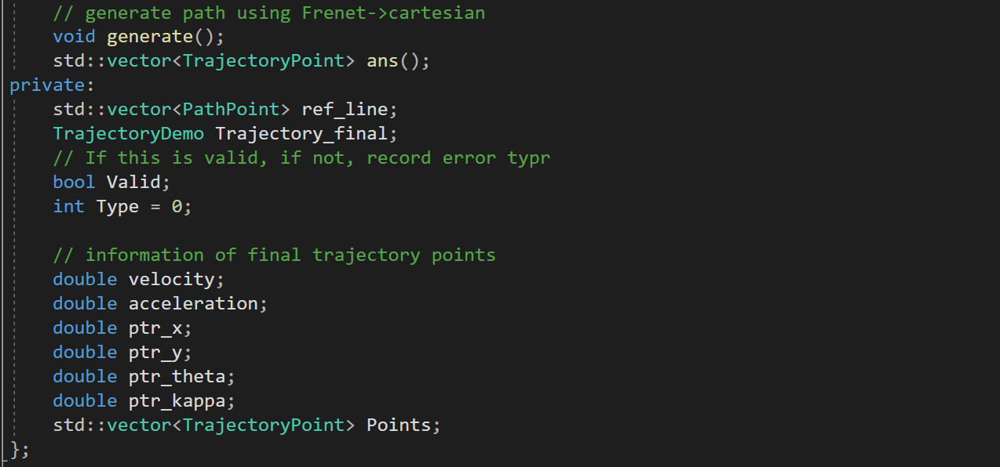 // generate path using Frenet->cartesian
void generate();
std::vector<TrajectoryPoint> ans();
private:
std::vector<PathPoint> ref_line;
TrajectoryDemo Trajectory_final;
// If this is valid, if not, record error typr
bool Valid;
int Type = 0;
// information of final trajectory points
double velocity;
double acceleration;
double ptr_x;
double ptr_y;
double ptr_theta;
double ptr_kappa;
std::vector<TrajectoryPoint> Points;
};